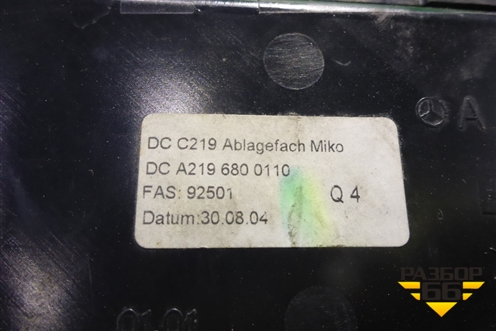 DC C219 Ablagefach Miko
DC A219 680 0110
FAS: 92501
Q 4
Datum:30.08.04
A
РАЗБОР
66